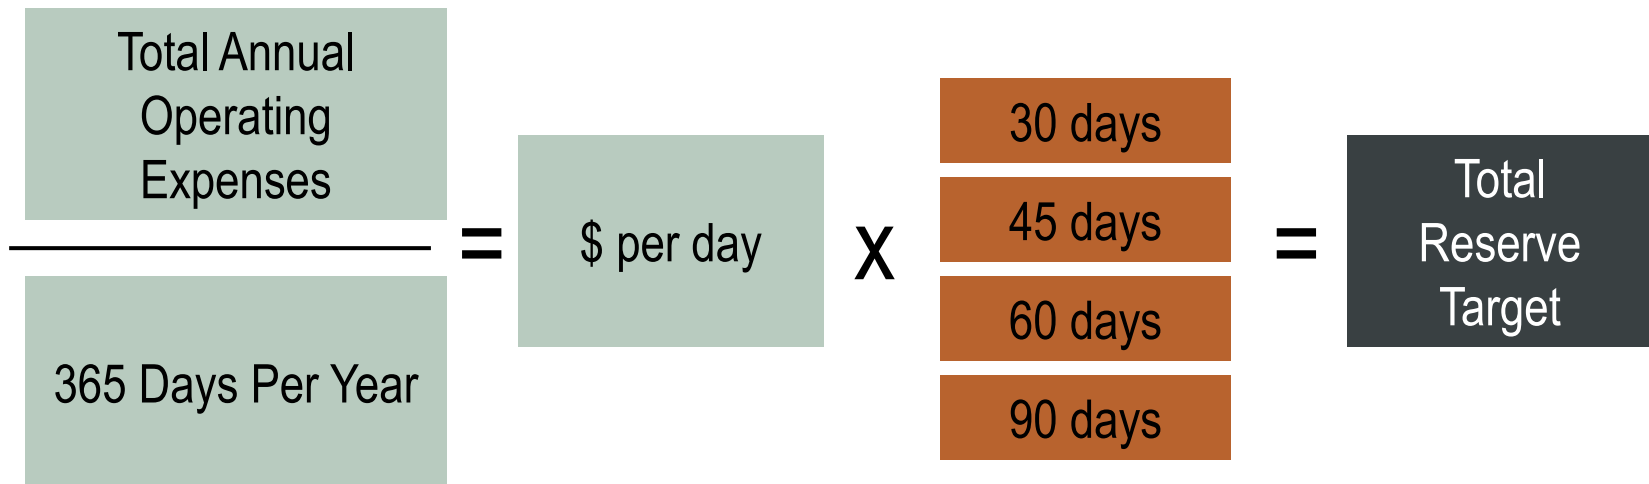 Total Annual
Operating
Expenses
365 Days Per Year
=
$ per day
x
30 days
45 days
60 days
90 days
=
Total
Reserve
Target